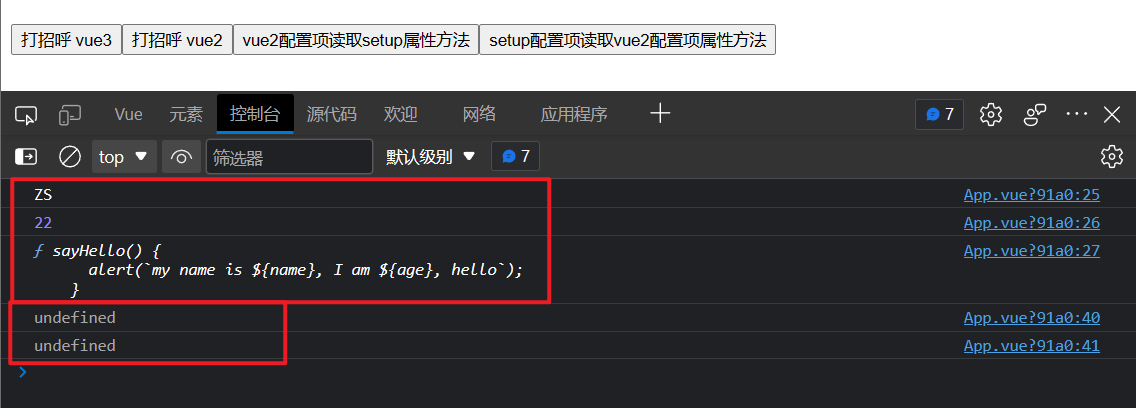 打招呼 vue3 打招呼 vue2 vue2配置项读取setup属性方法 setup配置项读取vue2配置项属性方法
Vue 元素 控制台 源代码 欢迎 网络 应用程序 7
top 筛选器 默认级别 7
ZS App.vue?91a0:25
22 App.vue?91a0:26
ƒ sayHello() { App.vue?91a0:27
alert(`my name is ${name}, I am ${age}, hello`);
}
undefined App.vue?91a0:40
undefined App.vue?91a0:41